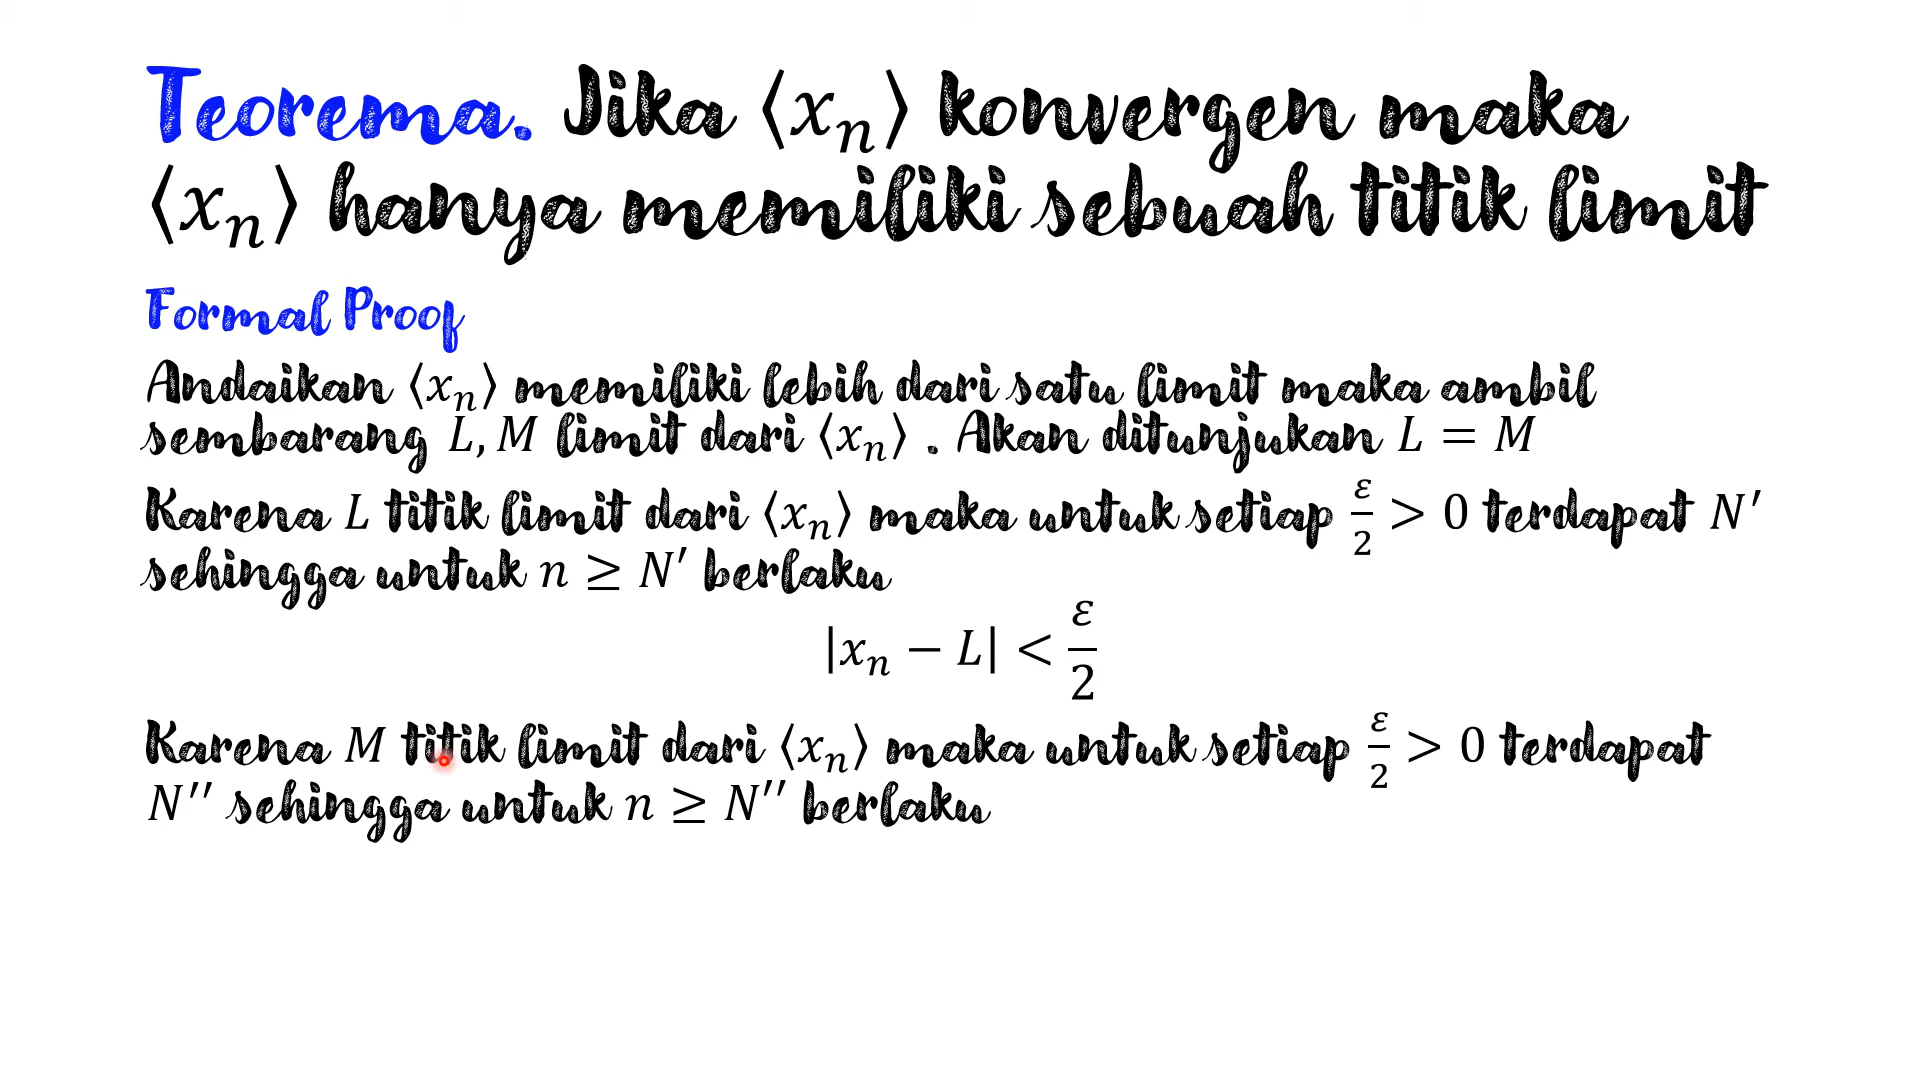 Teorema. Jika ⟨xₙ⟩ konvergen maka
⟨xₙ⟩ hanya memiliki sebuah titik limit
Formal Proof
Andaikan ⟨xₙ⟩ memiliki lebih dari satu limit maka ambil
sembarang L, M limit dari ⟨xₙ⟩ . Akan ditunjukan L = M
Karena L titik limit dari ⟨xₙ⟩ maka untuk setiap ε/2 > 0 terdapat N′
sehingga untuk n ≥ N′ berlaku
|xₙ − L| < ε/2
Karena M titik limit dari ⟨xₙ⟩ maka untuk setiap ε/2 > 0 terdapat
N′′ sehingga untuk n ≥ N′′ berlaku